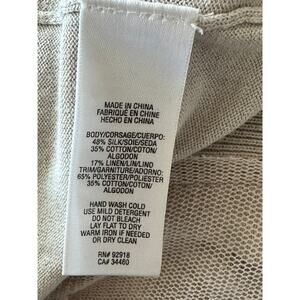 MADE IN CHINA
FABRIQUÉ EN CHINE
HECHO EN CHINA
BODY/CORSAGE/CUERPO:
48% SILK/SOIE/SEDA
35% COTTON/COTON/
ALGODON
17% LINEN/LIN/LINO
TRIM/GARNITURE/ADORNO:
65% POLYESTER/POLIESTER
35% COTTON/COTON/
ALGODON
HAND WASH COLD
USE MILD DETERGENT
DO NOT BLEACH
LAY FLAT TO DRY
WARM IRON IF NEEDED
OR DRY CLEAN
RN# 92918
CA# 34460